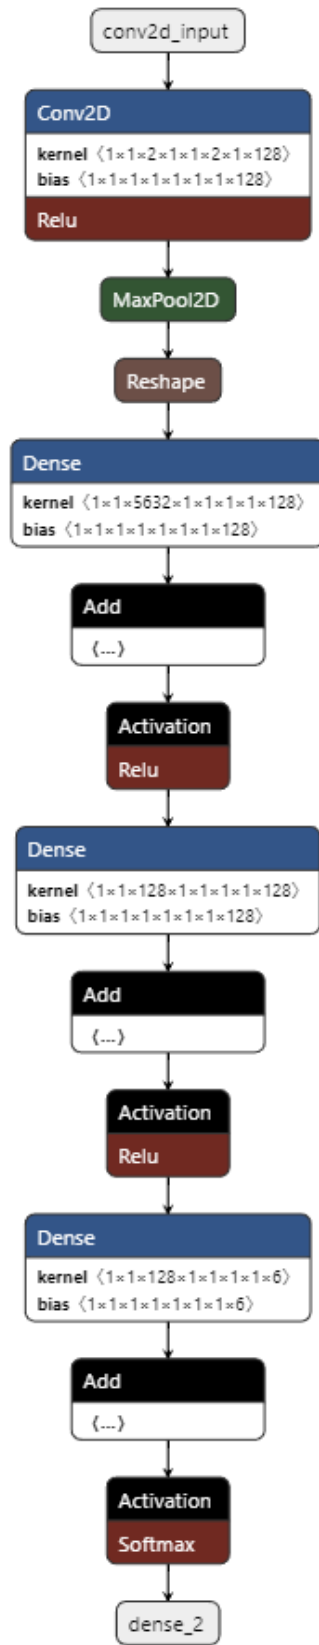 conv2d_input
Conv2D
kernel ⟨1×1×2×1×1×2×1×128⟩
bias ⟨1×1×1×1×1×1×1×128⟩
Relu
MaxPool2D
Reshape
Dense
kernel ⟨1×1×5632×1×1×1×1×128⟩
bias ⟨1×1×1×1×1×1×1×128⟩
Add
⟨...⟩
Activation
Relu
Dense
kernel ⟨1×1×128×1×1×1×1×128⟩
bias ⟨1×1×1×1×1×1×1×128⟩
Add
⟨...⟩
Activation
Relu
Dense
kernel ⟨1×1×128×1×1×1×1×6⟩
bias ⟨1×1×1×1×1×1×1×6⟩
Add
⟨...⟩
Activation
Softmax
dense_2